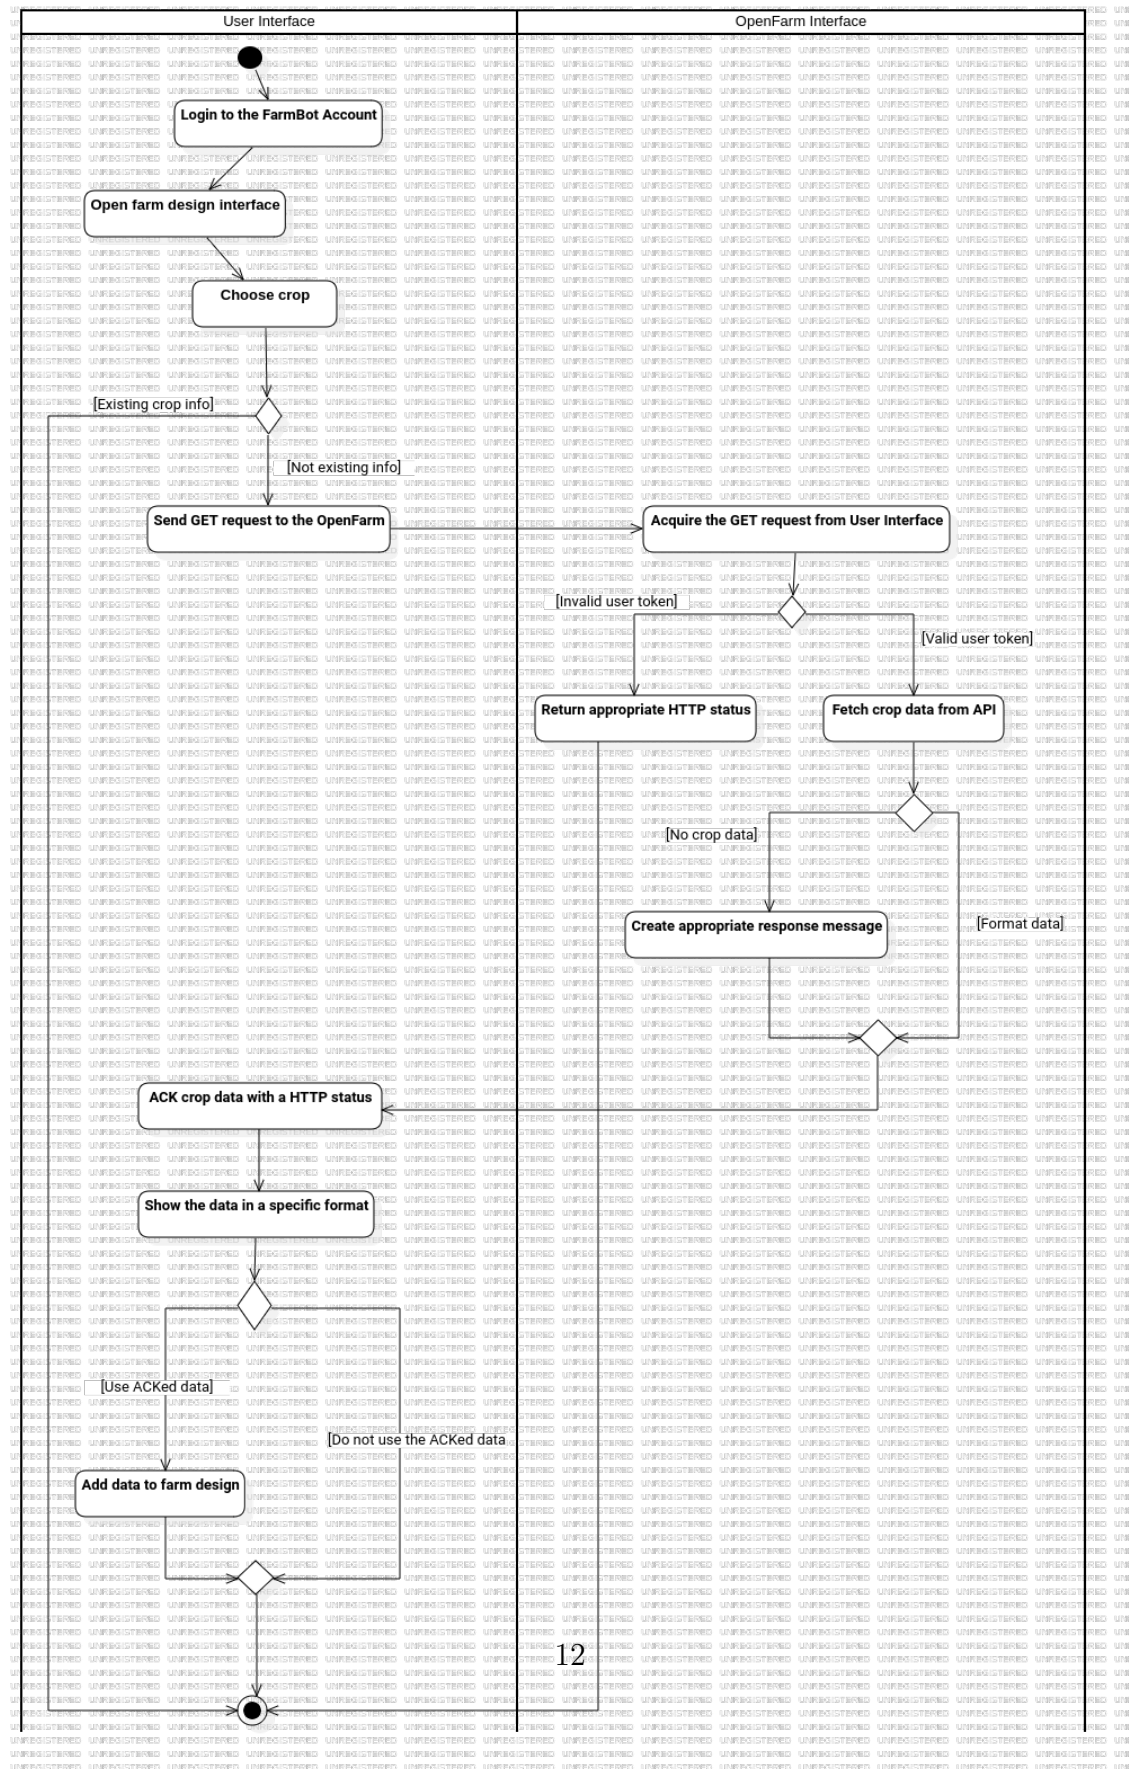 User Interface
OpenFarm Interface
Login to the FarmBot Account
Open farm design interface
Choose crop
[Existing crop info]
[Not existing info]
Send GET request to the OpenFarm
Acquire the GET request from User Interface
[Invalid user token]
[Valid user token]
Return appropriate HTTP status
Fetch crop data from API
[No crop data]
[Format data]
Create appropriate response message
ACK crop data with a HTTP status
Show the data in a specific format
[Use ACKed data]
[Do not use the ACKed data
Add data to farm design
12
UNREGISTERED